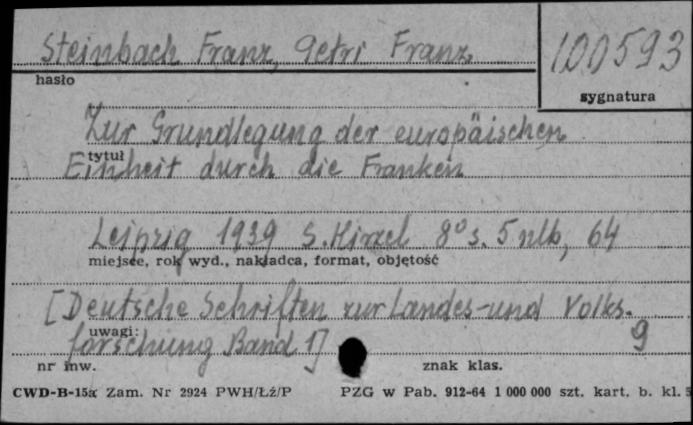 Steinbach Franz, Petri Franz 100593
hasło
sygnatura
Zur Grundlegung der europäischen
tytuł
Einheit durch die Franken
Leipzig 1939 S. Hirzel 8° s. 5 nlb, 64
miejsce, rok wyd., nakładca, format, objętość
[Deutsche Schriften zur Landes- und Volks-
uwagi:
forschung Band 1] 9
nr inw. znak klas.
CWD-B-15a Zam. Nr 2924 PWH/Łź/P PZG w Pab. 912-64 1 000 000 szt. kart. b. kl. 5